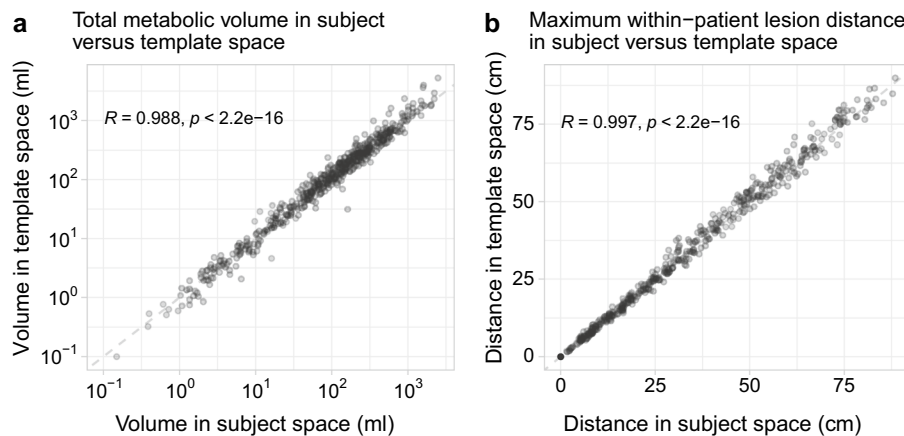 a
Total metabolic volume in subject
versus template space
Volume in template space (ml)
10³
10²
10¹
10⁰
10⁻¹
R = 0.988, p < 2.2e−16
10⁻¹ 10⁰ 10¹ 10² 10³
Volume in subject space (ml)
b
Maximum within−patient lesion distance
in subject versus template space
Distance in template space (cm)
75
50
25
0
R = 0.997, p < 2.2e−16
0 25 50 75
Distance in subject space (cm)